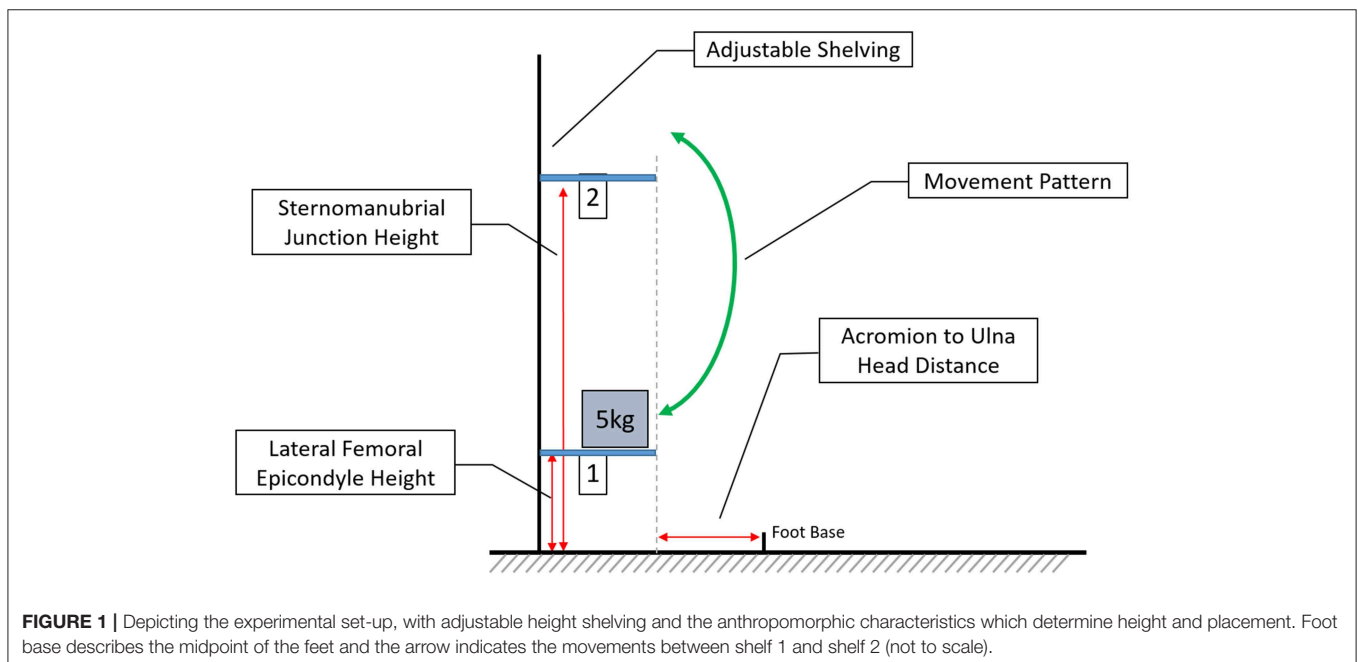 Adjustable Shelving
2
Sternomanubrial
Junction Height
Movement Pattern
Acromion to Ulna
Head Distance
5kg
Lateral Femoral
Epicondyle Height
1
Foot Base
FIGURE 1 | Depicting the experimental set-up, with adjustable height shelving and the anthropomorphic characteristics which determine height and placement. Foot
base describes the midpoint of the feet and the arrow indicates the movements between shelf 1 and shelf 2 (not to scale).